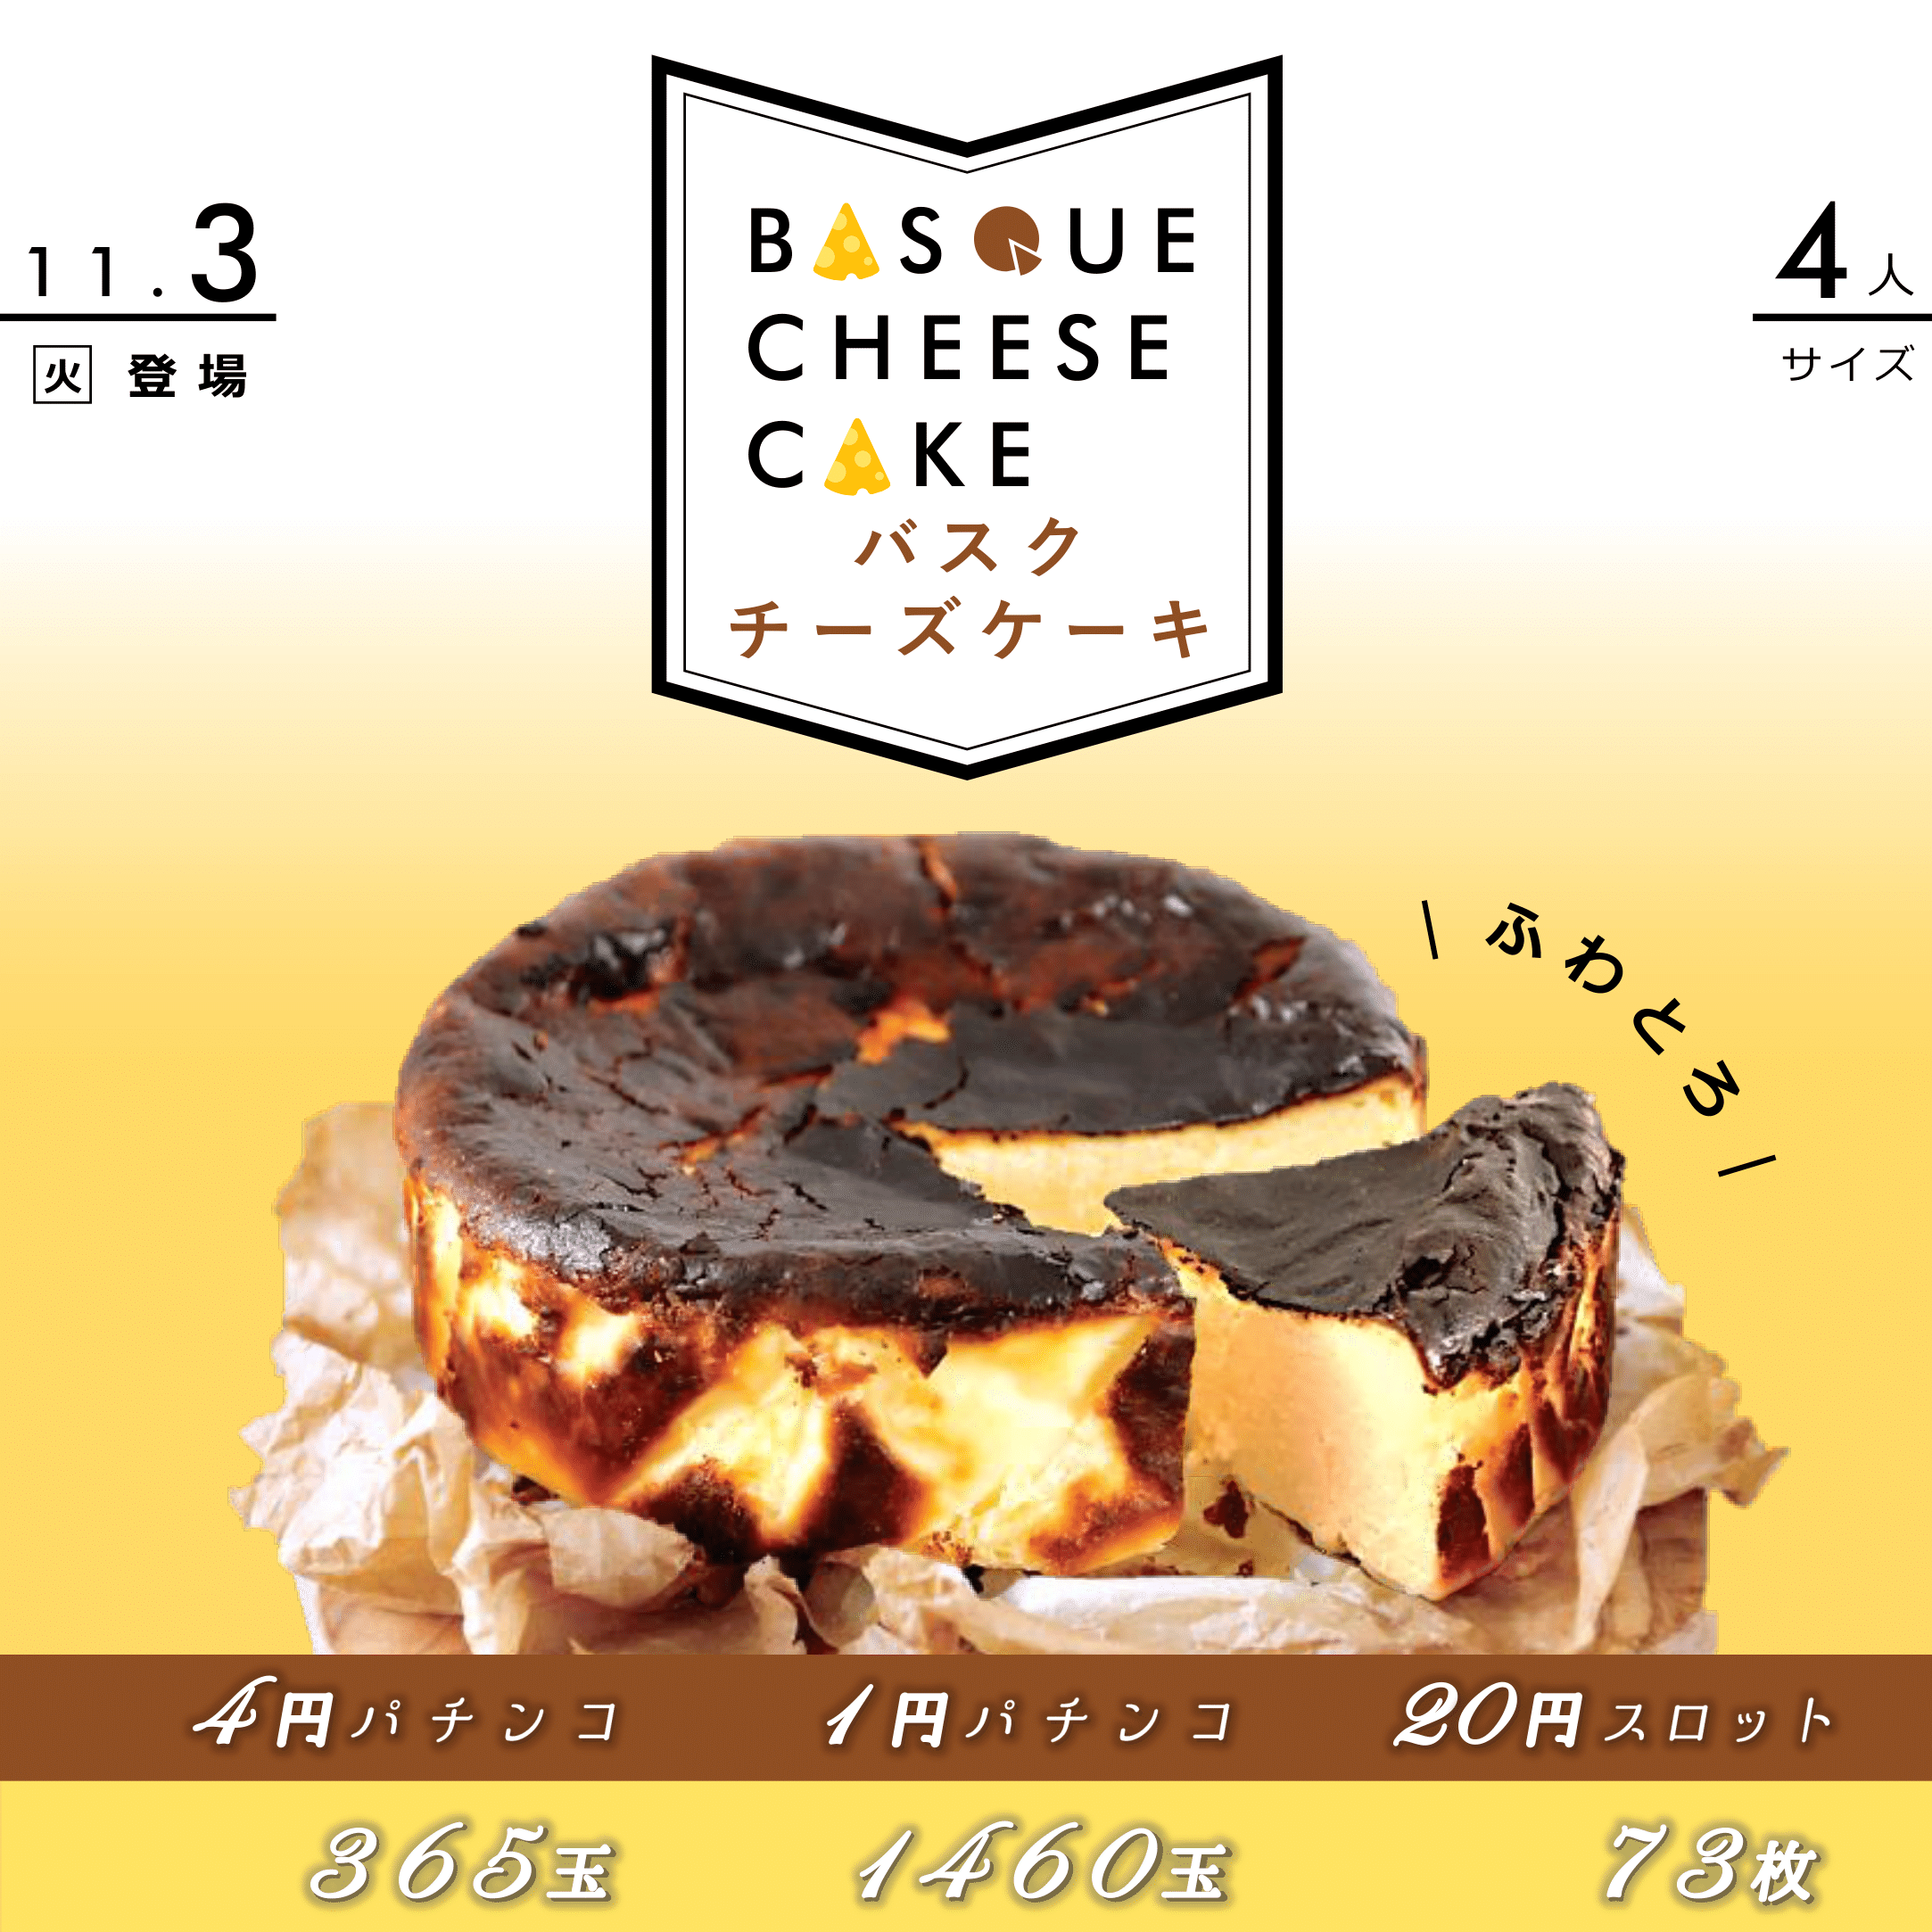 11.3
火 登場
BASQUE
CHEESE
CAKE
バスク
チーズケーキ
4人
サイズ
\ ふわとろ /
4円パチンコ 1円パチンコ 20円スロット
365玉 1460玉 73枚